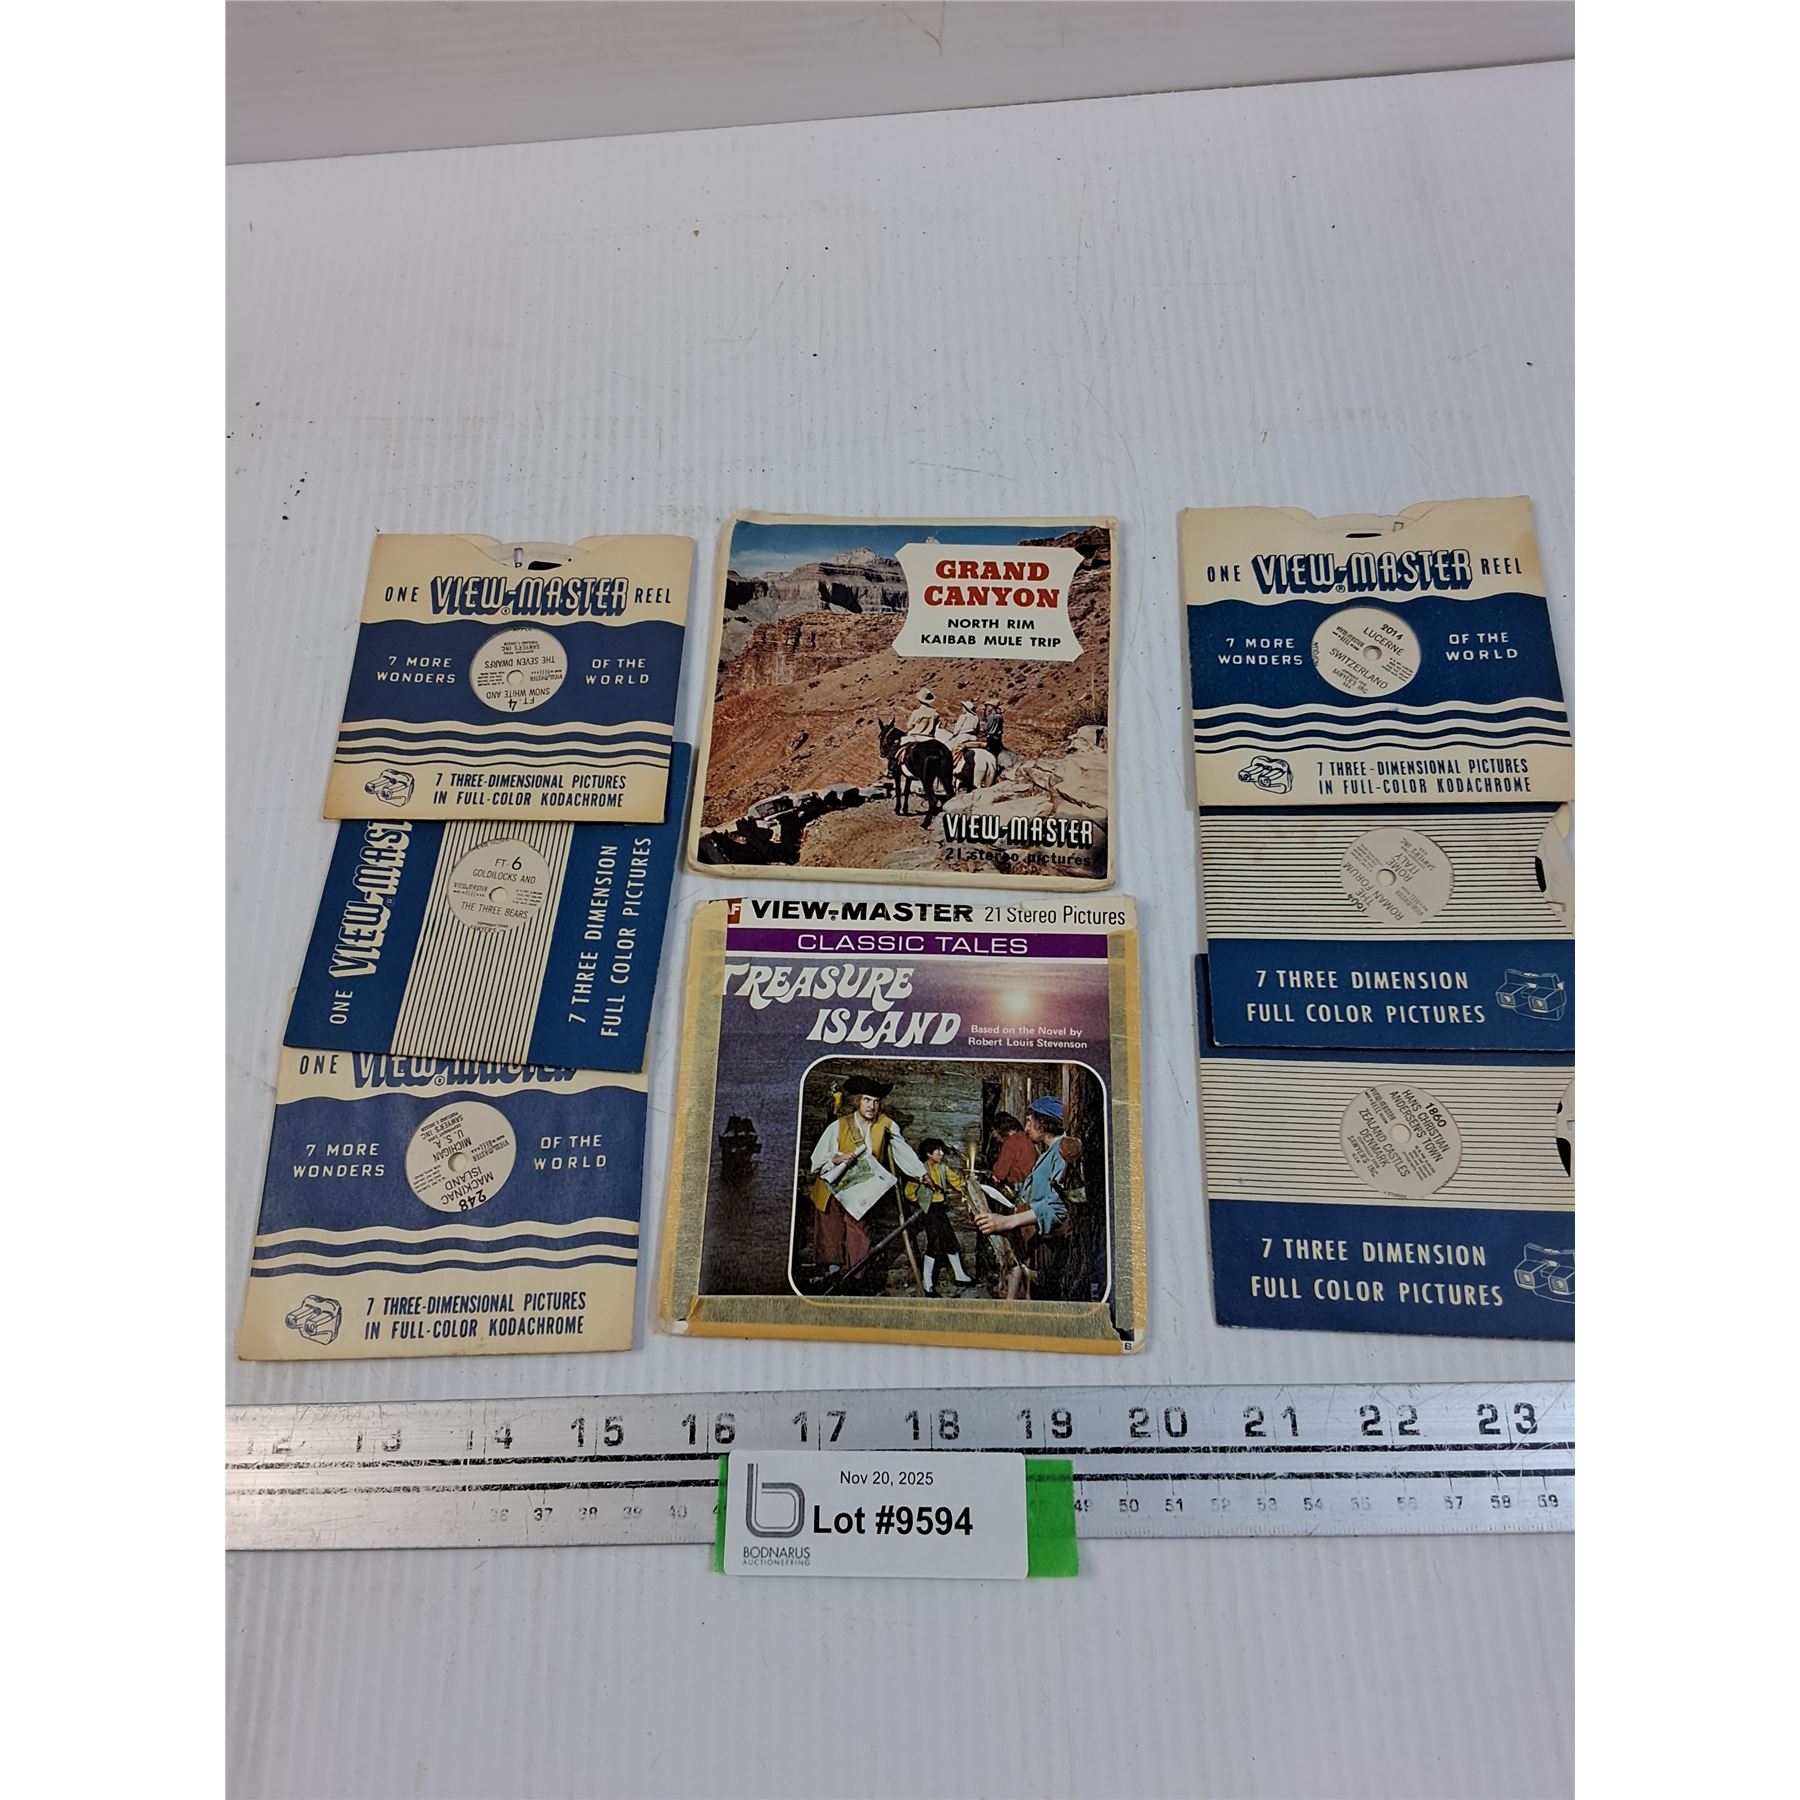 ONE VIEW-MASTER REEL
7 MORE
WONDERS
OF THE
WORLD
SNOW WHITE AND
THE SEVEN DWARFS
FT-4
SAWYER'S INC
7 THREE-DIMENSIONAL PICTURES
IN FULL-COLOR KODACHROME
ONE VIEW-MAS
FT-6
GOLDILOCKS AND
VIEW-MASTER
THE THREE BEARS
7 THREE DIMENSION
FULL COLOR PICTURES
ONE VIEW-MASTER
7 MORE
WONDERS
OF THE
WORLD
248
MACKINAC
ISLAND
MICHIGAN
U.S.A.
SAWYER'S INC
7 THREE-DIMENSIONAL PICTURES
IN FULL-COLOR KODACHROME
GRAND
CANYON
NORTH RIM
KAIBAB MULE TRIP
VIEW-MASTER
21 stereo pictures
AF VIEW-MASTER 21 Stereo Pictures
CLASSIC TALES
TREASURE
ISLAND
Based on the Novel by
Robert Louis Stevenson
B
ONE VIEW-MASTER REEL
7 MORE
WONDERS
OF THE
WORLD
2014
LUCERNE
SWITZERLAND
SAWYER'S INC
7 THREE-DIMENSIONAL PICTURES
IN FULL-COLOR KODACHROME
1604
THE
ROMAN FORUM
ROME
ITALY
SAWYER'S INC
7 THREE DIMENSION
FULL COLOR PICTURES
1860
HANS CHRISTIAN
ANDERSEN'S TOWN
VIEW-MASTER
ZEALAND CASTLES
DENMARK
SAWYER'S INC
7 THREE DIMENSION
FULL COLOR PICTURES
12 13 14 15 16 17 18 19 20 21 22 23
36 37 38 39 40 49 50 51 52 53 54 55 56 57 58 59
Nov 20, 2025
Lot #9594
BODNARUS
AUCTIONEERING